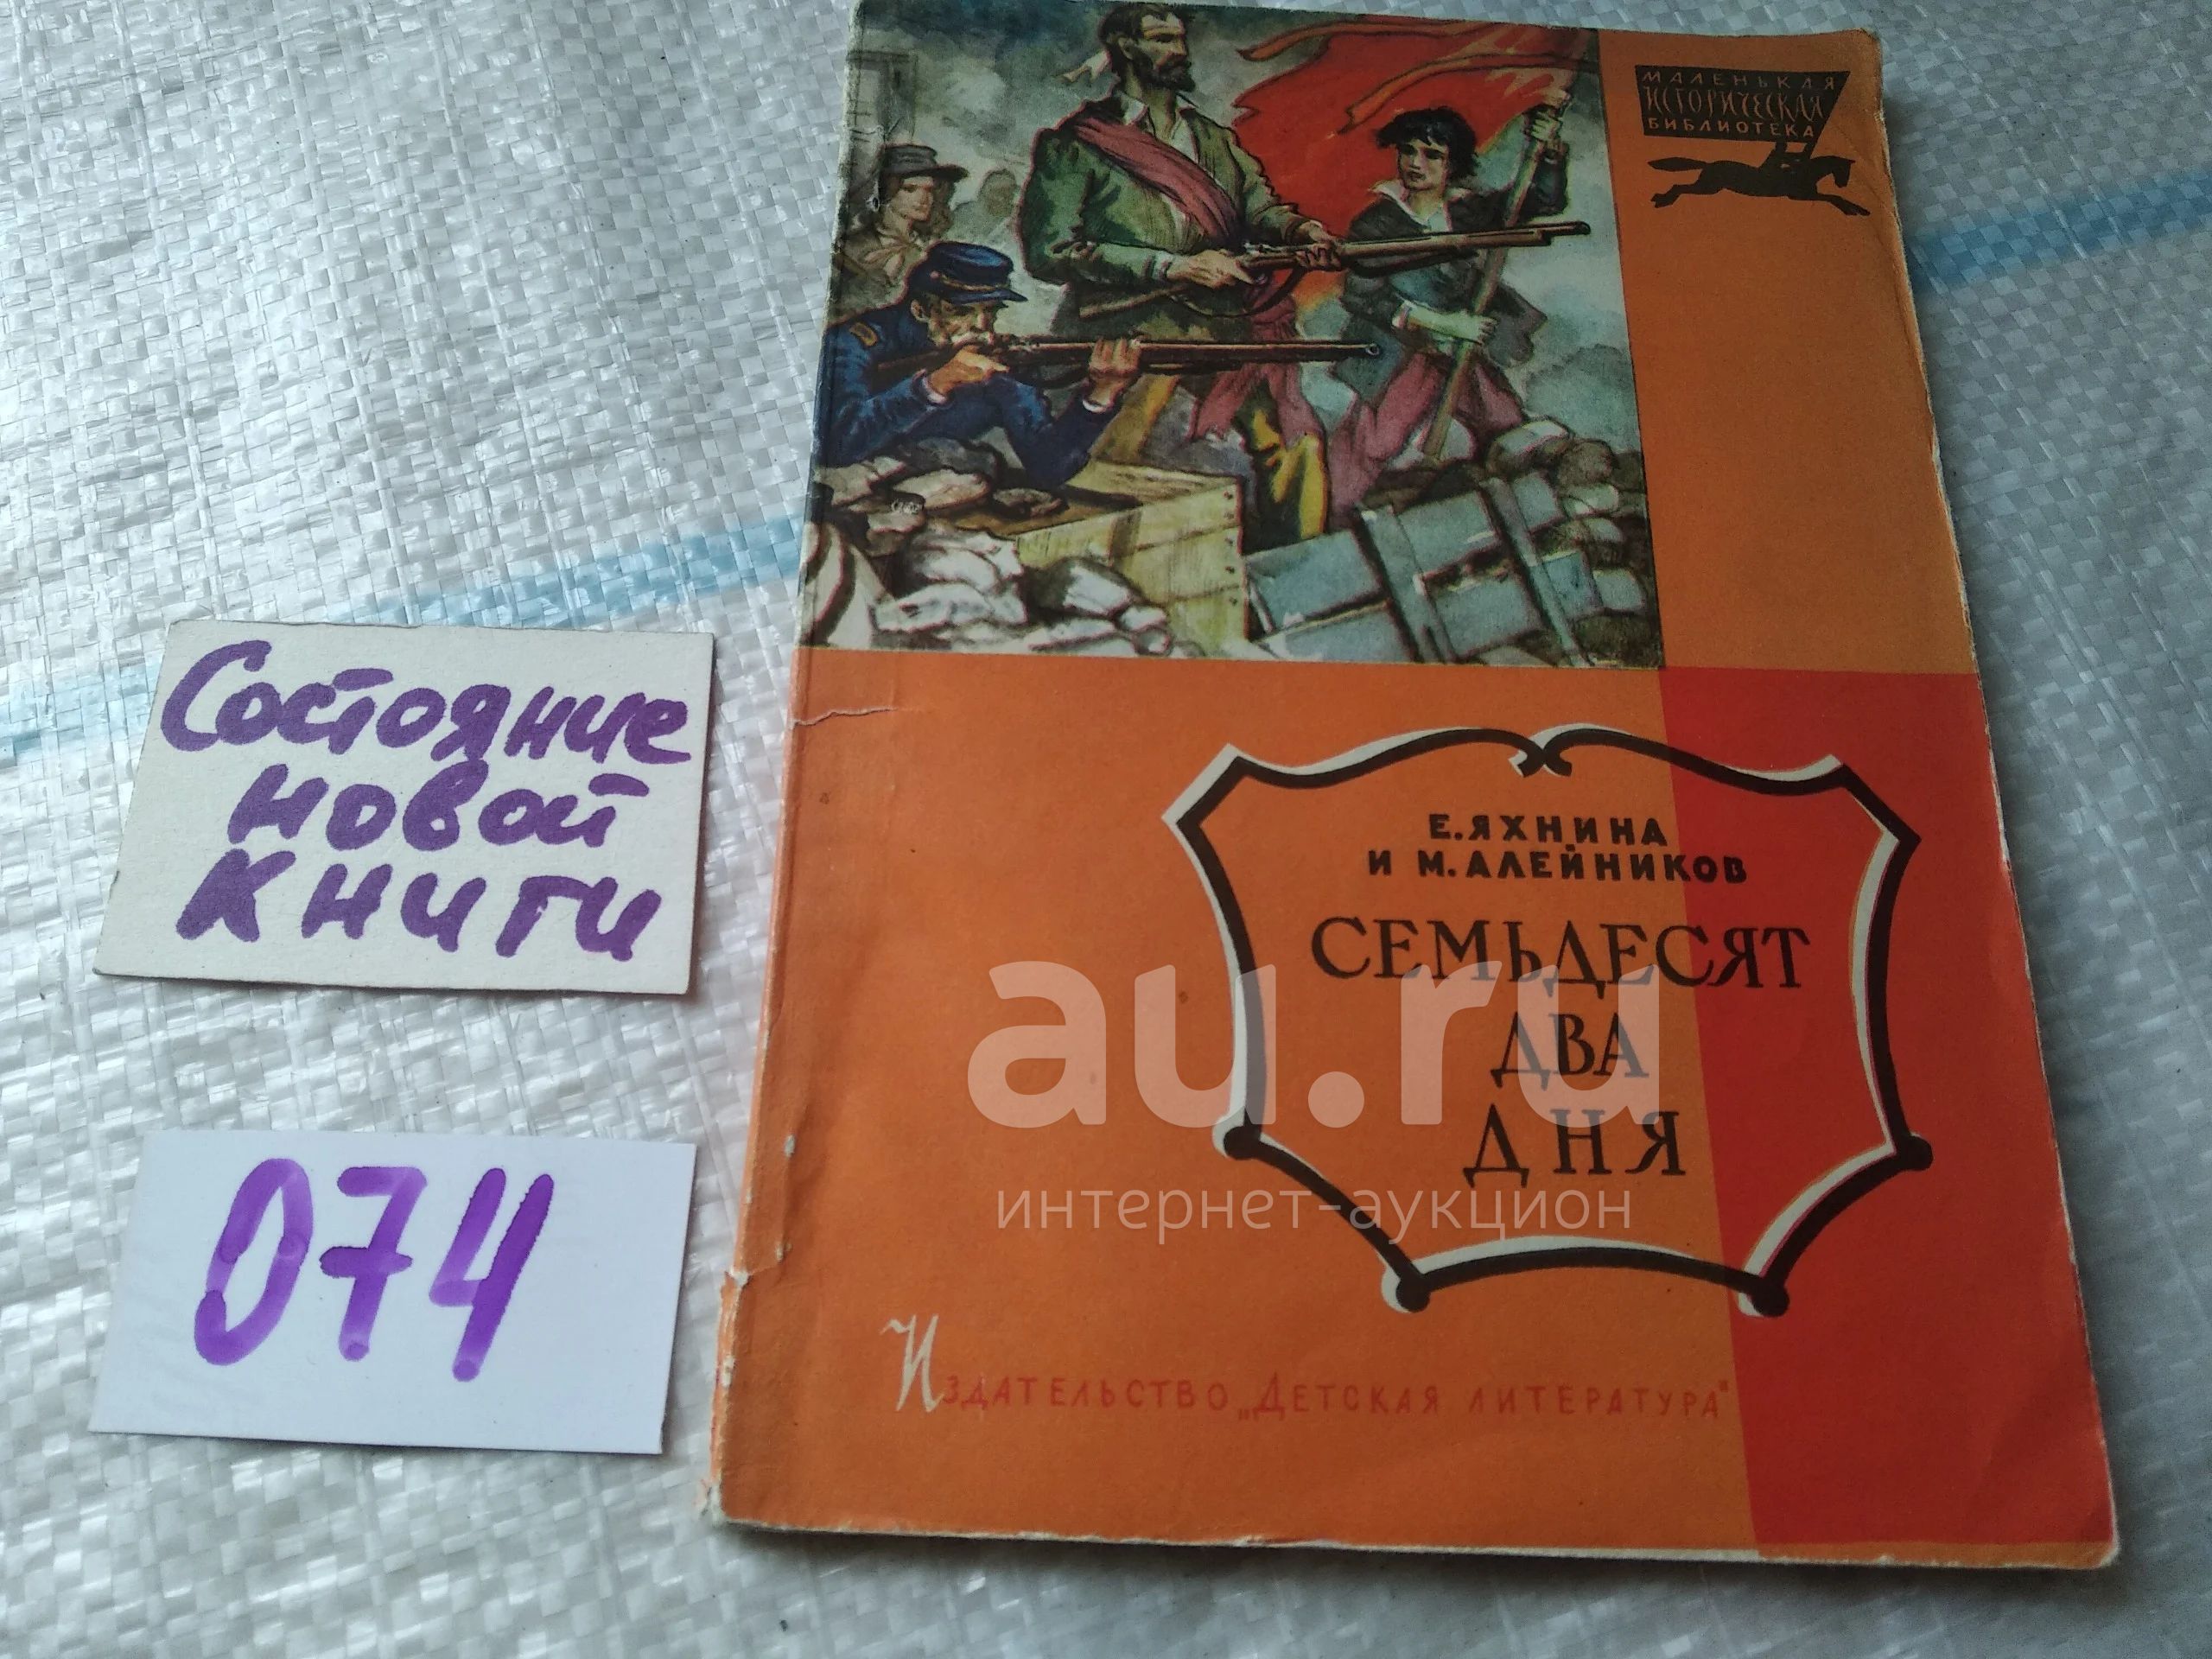 МАЛЕНЬКАЯ
ИСТОРИЧЕСКАЯ
БИБЛИОТЕКА
Состояние
новой
книги
074
Е.ЯХНИНА
И М.АЛЕЙНИКОВ
СЕМЬДЕСЯТ
ДВА
ДНЯ
au.ru
интернет-аукцион
ИЗДАТЕЛЬСТВО „ДЕТСКАЯ ЛИТЕРАТУРА"